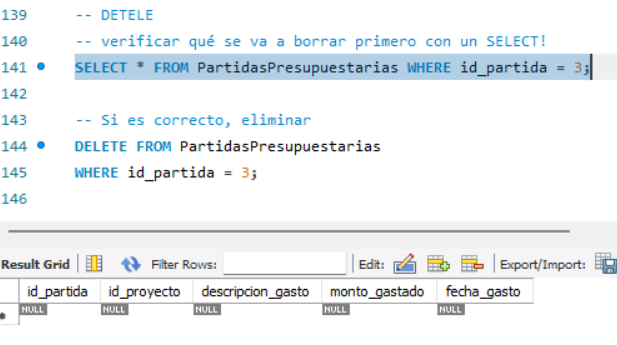 139 -- DETELE
140 -- verificar qué se va a borrar primero con un SELECT!
141 SELECT * FROM PartidasPresupuestarias WHERE id_partida = 3;
142
143 -- Si es correcto, eliminar
144 DELETE FROM PartidasPresupuestarias
145 WHERE id_partida = 3;
146
Result Grid Filter Rows: Edit: Export/Import:
id_partida id_proyecto descripcion_gasto monto_gastado fecha_gasto
* NULL NULL NULL NULL NULL